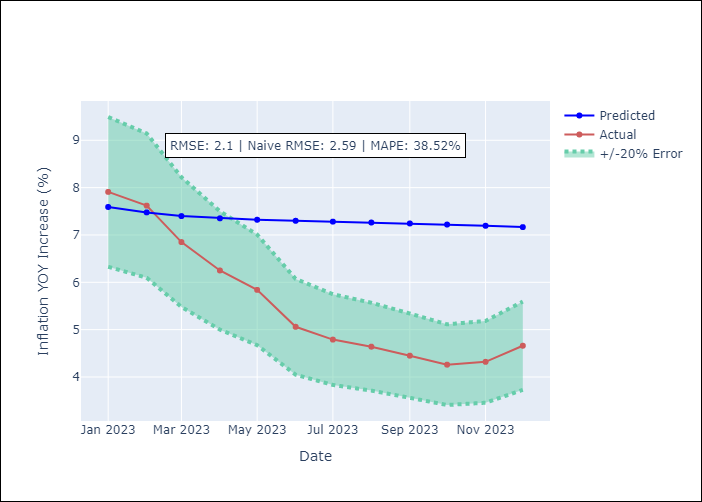 RMSE: 2.1 | Naive RMSE: 2.59 | MAPE: 38.52%
Predicted
Actual
+/-20% Error
Inflation YOY Increase (%)
9
8
7
6
5
4
Jan 2023
Mar 2023
May 2023
Jul 2023
Sep 2023
Nov 2023
Date